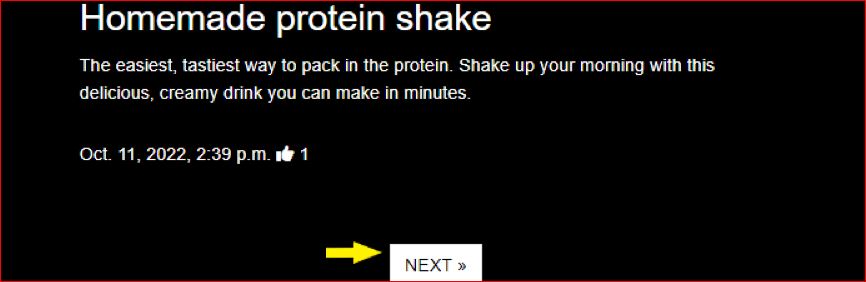 Homemade protein shake
The easiest, tastiest way to pack in the protein. Shake up your morning with this
delicious, creamy drink you can make in minutes.
Oct. 11, 2022, 2:39 p.m. 1
NEXT »